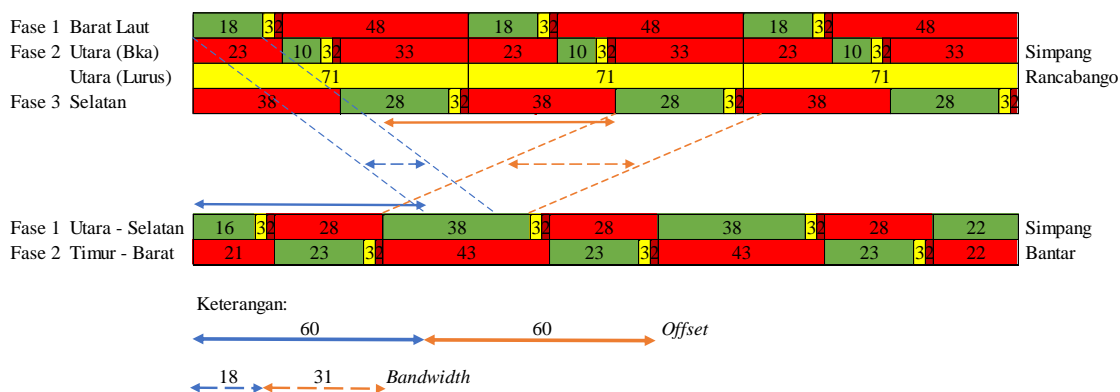 Fase 1 Barat Laut 18 3 2 48 18 3 2 48 18 3 2 48
Fase 2 Utara (Bka) 23 10 3 2 33 23 10 3 2 33 23 10 3 2 33 Simpang
Utara (Lurus) 71 71 71 Rancabango
Fase 3 Selatan 38 28 3 2 38 28 3 2 38 28 3 2
Fase 1 Utara - Selatan 16 3 2 28 38 3 2 28 38 3 2 28 22 Simpang
Fase 2 Timur - Barat 21 23 3 2 43 23 3 2 43 23 3 2 22 Bantar
Keterangan:
60 60 Offset
18 31 Bandwidth